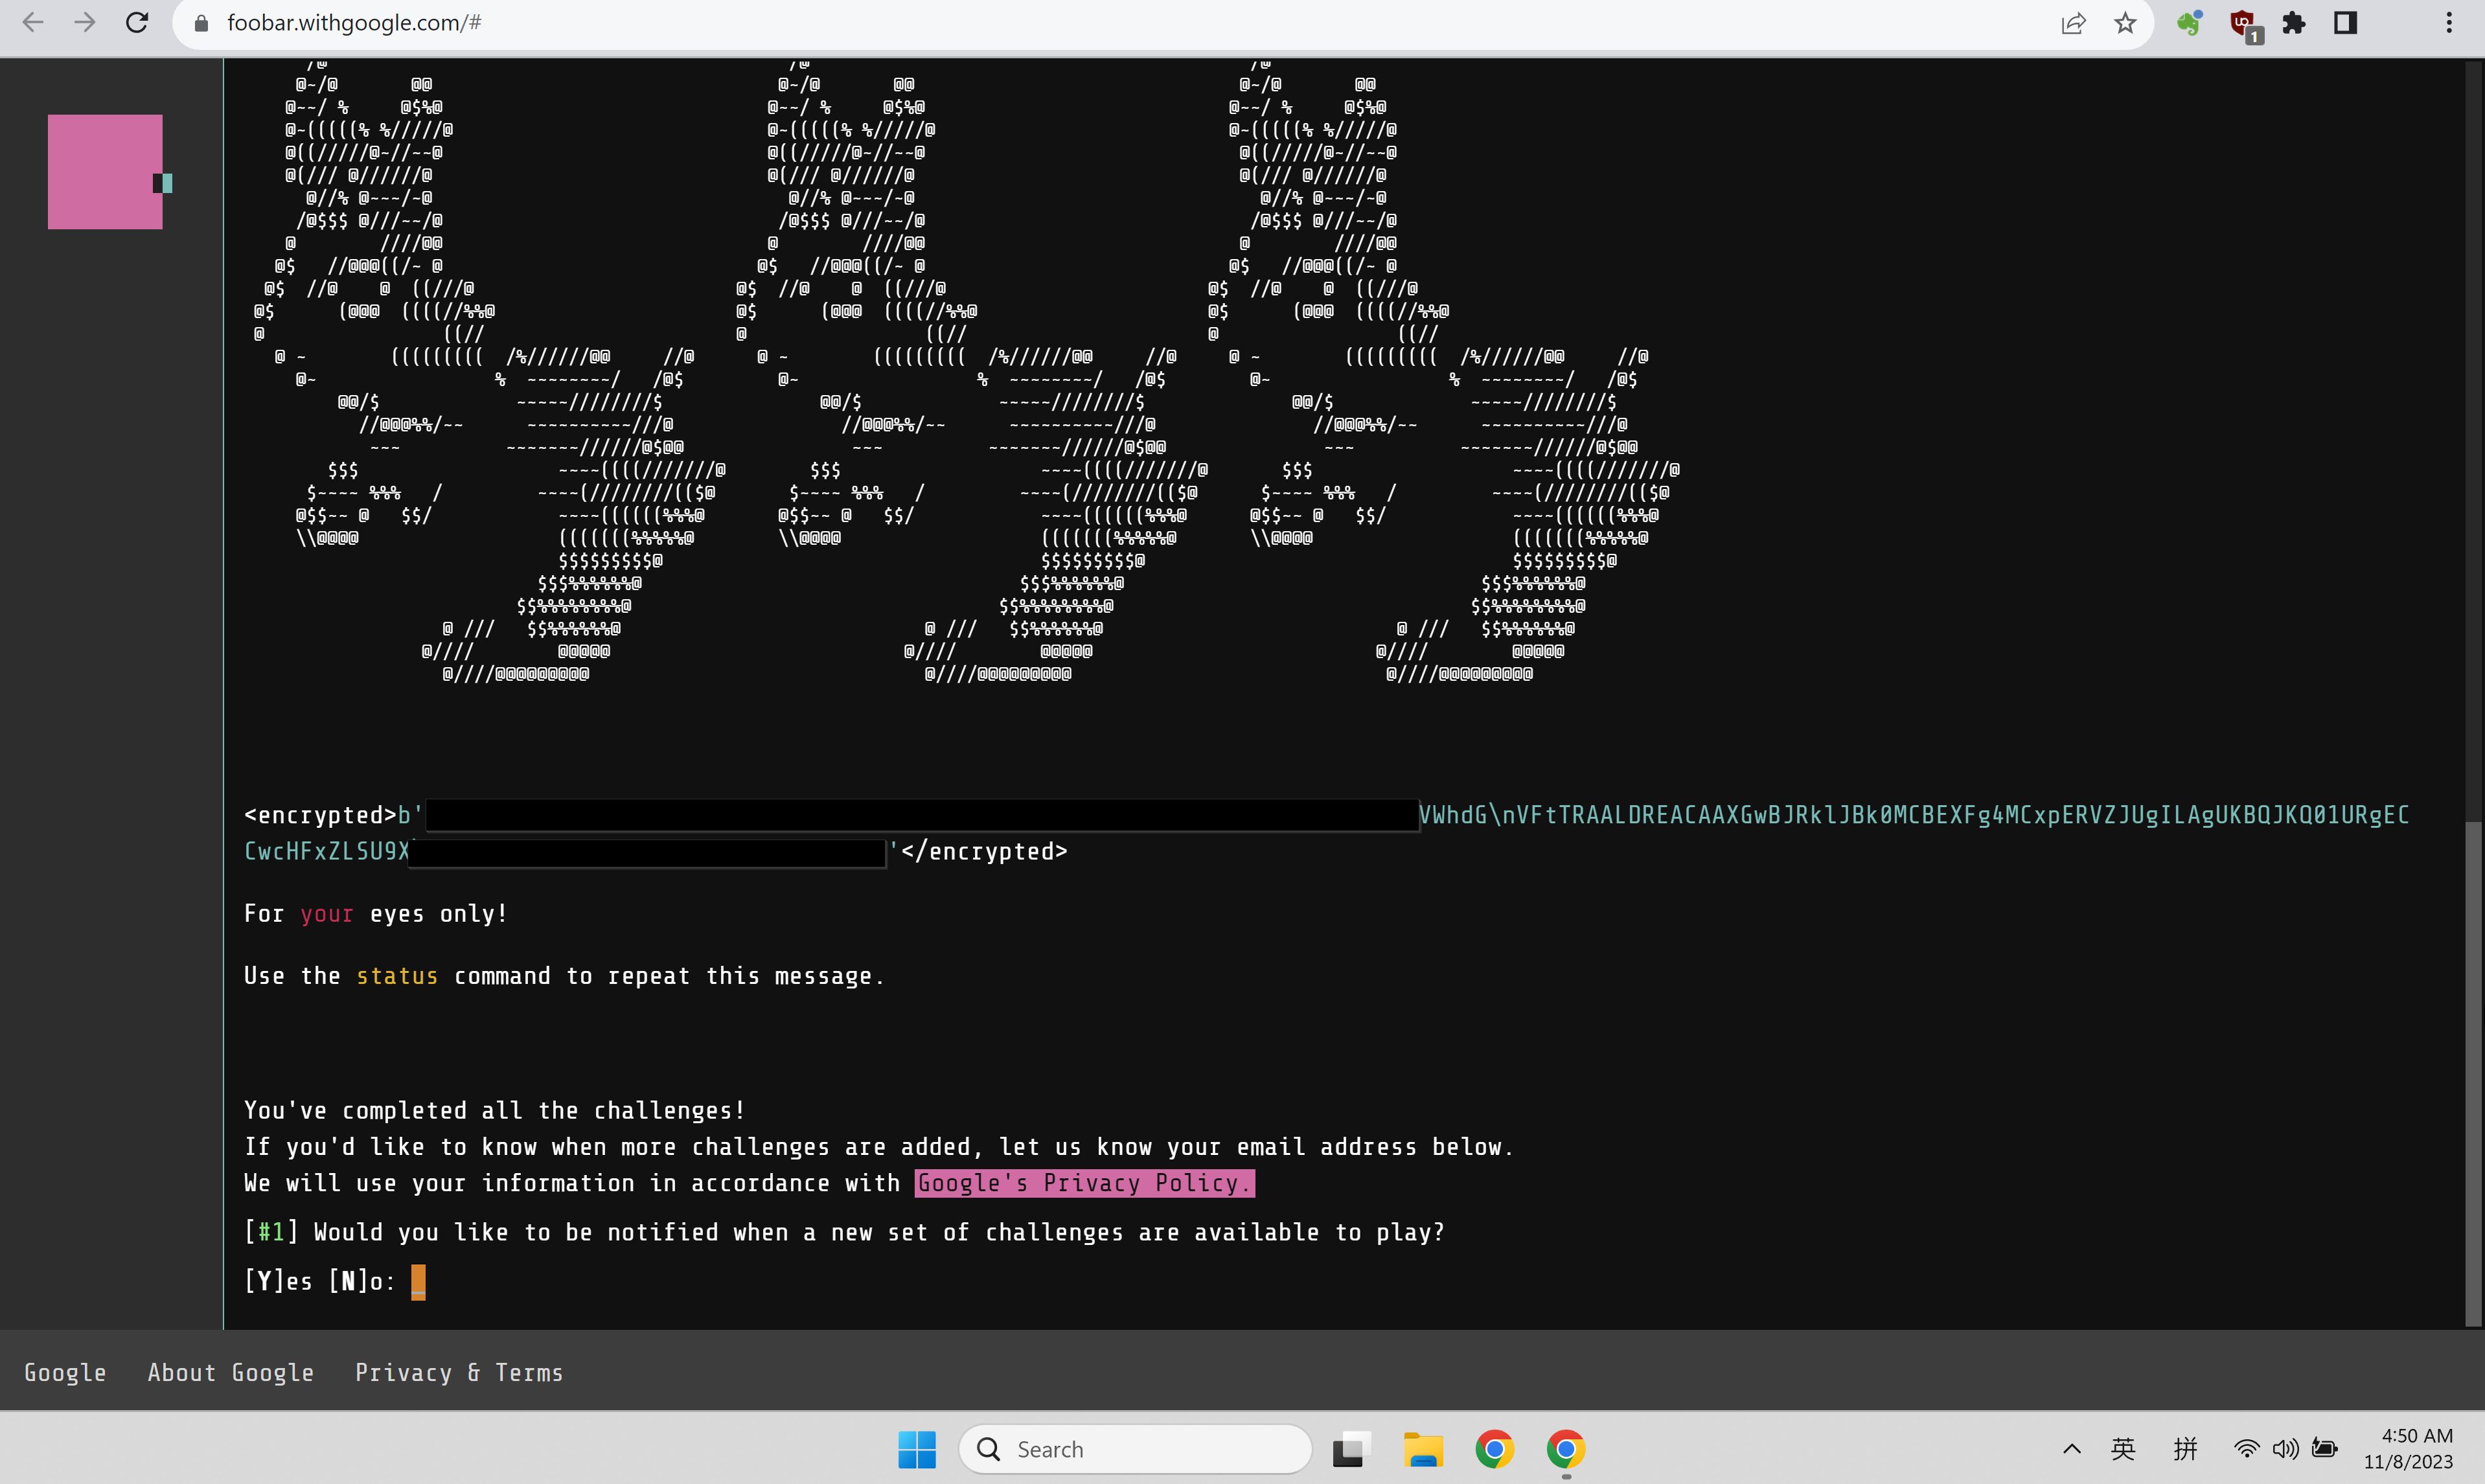 foobar.withgoogle.com/#
1
/@ /@ /@
@~/@ @@ @~/@ @@ @~/@ @@
@~~/ % @$%@ @~~/ % @$%@ @~~/ % @$%@
@~(((((% %/////@ @~(((((% %/////@ @~(((((% %/////@
@((/////@~//~~@ @((/////@~//~~@ @((/////@~//~~@
@(/// @//////@ @(/// @//////@ @(/// @//////@
@//% @~~~/~@ @//% @~~~/~@ @//% @~~~/~@
/@$$$ @///~~/@ /@$$$ @///~~/@ /@$$$ @///~~/@
@ ////@@ @ ////@@ @ ////@@
@$ //@@@((/~ @ @$ //@@@((/~ @ @$ //@@@((/~ @
@$ //@ @ ((///@ @$ //@ @ ((///@ @$ //@ @ ((///@
@$ (@@@ ((((//%%@ @$ (@@@ ((((//%%@ @$ (@@@ ((((//%%@
@ ((// @ ((// @ ((//
@ ~ ((((((((( /%//////@@ //@ @ ~ ((((((((( /%//////@@ //@ @ ~ ((((((((( /%//////@@ //@
@~ % ~~~~~~~~/ /@$ @~ % ~~~~~~~~/ /@$ @~ % ~~~~~~~~/ /@$
@@/$ ~~~~~////////$ @@/$ ~~~~~////////$ @@/$ ~~~~~////////$
//@@@%%/~~ ~~~~~~~~~~///@ //@@@%%/~~ ~~~~~~~~~~///@ //@@@%%/~~ ~~~~~~~~~~///@
~~~ ~~~~~~~//////@$@@ ~~~ ~~~~~~~//////@$@@ ~~~ ~~~~~~~//////@$@@
$$$ ~~~~((((///////@ $$$ ~~~~((((///////@ $$$ ~~~~((((///////@
$~~~~ %%% / ~~~~(////////(($@ $~~~~ %%% / ~~~~(////////(($@ $~~~~ %%% / ~~~~(////////(($@
@$$~~ @ $$/ ~~~~((((((%%%@ @$$~~ @ $$/ ~~~~((((((%%%@ @$$~~ @ $$/ ~~~~((((((%%%@
\\@@@@ (((((((%%%%%@ \\@@@@ (((((((%%%%%@ \\@@@@ (((((((%%%%%@
$$$$$$$$$@ $$$$$$$$$@ $$$$$$$$$@
$$$%%%%%%@ $$$%%%%%%@ $$$%%%%%%@
$$%%%%%%%%@ $$%%%%%%%%@ $$%%%%%%%%@
@ /// $$%%%%%%@ @ /// $$%%%%%%@ @ /// $$%%%%%%@
@//// @@@@@ @//// @@@@@ @//// @@@@@
@////@@@@@@@@@ @////@@@@@@@@@ @////@@@@@@@@@
<encrypted>b' VWhdG\nVFtTRAALDREACAAXGwBJRklJBk0MCBEXFg4MCxpERVZJUgILAgUKBQJKQ01URgEC
CwcHFxZLSU9X '</encrypted>
For your eyes only!
Use the status command to repeat this message.
You've completed all the challenges!
If you'd like to know when more challenges are added, let us know your email address below.
We will use your information in accordance with Google's Privacy Policy.
[#1] Would you like to be notified when a new set of challenges are available to play?
[Y]es [N]o: _
Google About Google Privacy & Terms
Search
英 拼
4:50 AM
11/8/2023